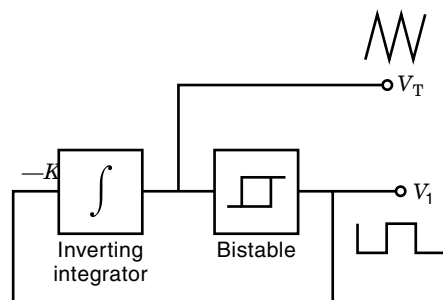 V_T
—K
∫
V_1
Inverting
integrator
Bistable